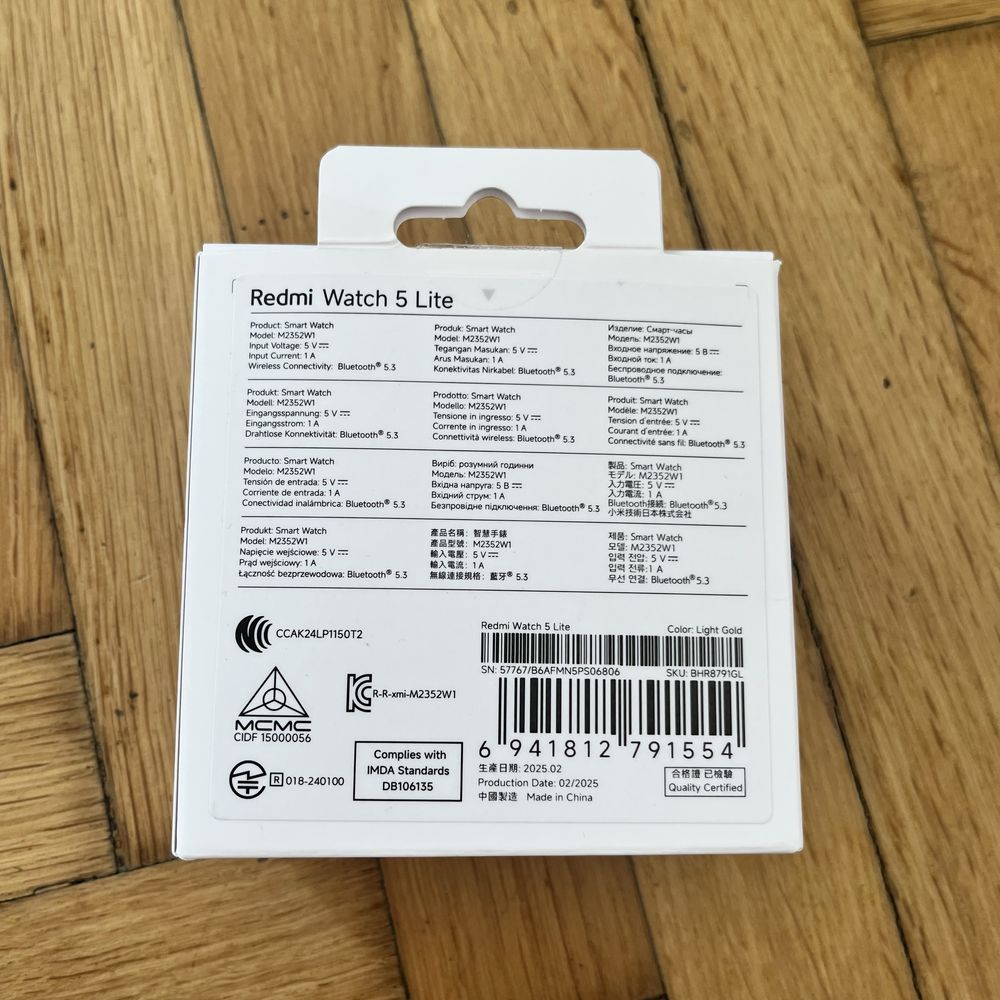 Redmi Watch 5 Lite
Product: Smart Watch
Model: M2352W1
Input Voltage: 5 V⎓
Input Current: 1 A
Wireless Connectivity: Bluetooth® 5.3
Produk: Smart Watch
Model: M2352W1
Tegangan Masukan: 5 V⎓
Arus Masukan: 1 A
Konektivitas Nirkabel: Bluetooth® 5.3
Изделие: Смарт-часы
Модель: M2352W1
Входное напряжение: 5 В⎓
Входной ток: 1 А
Беспроводное подключение:
Bluetooth® 5.3
Produkt: Smart Watch
Modell: M2352W1
Eingangsspannung: 5 V⎓
Eingangsstrom: 1 A
Drahtlose Konnektivität: Bluetooth® 5.3
Prodotto: Smart Watch
Modello: M2352W1
Tensione in ingresso: 5 V⎓
Corrente in ingresso: 1 A
Connettività wireless: Bluetooth® 5.3
Produit: Smart Watch
Modèle: M2352W1
Tension d'entrée: 5 V⎓
Courant d'entrée: 1 A
Connectivité sans fil: Bluetooth® 5.3
Producto: Smart Watch
Modelo: M2352W1
Tensión de entrada: 5 V⎓
Corriente de entrada: 1 A
Conectividad inalámbrica: Bluetooth® 5.3
Виріб: розумний годинни
Модель: M2352W1
Вхідна напруга: 5 В⎓
Вхідний струм: 1 А
Безпровідне підключення: Bluetooth® 5.3
製品: Smart Watch
モデル: M2352W1
入力電圧: 5 V⎓
入力電流: 1 A
Bluetooth接続: Bluetooth®5.3
小米技術日本株式会社
Produkt: Smart Watch
Model: M2352W1
Napięcie wejściowe: 5 V⎓
Prąd wejściowy: 1 A
Łączność bezprzewodowa: Bluetooth® 5.3
產品名稱: 智慧手錶
產品型號: M2352W1
輸入電壓: 5 V⎓
輸入電流: 1 A
無線連接規格: 藍牙® 5.3
제품: Smart Watch
모델: M2352W1
입력 전압: 5 V⎓
입력 전류:1 A
무선 연결: Bluetooth®5.3
CCAK24LP1150T2
MCMC
CIDF 15000056
R-R-xmi-M2352W1
R 018-240100
Complies with
IMDA Standards
DB106135
Redmi Watch 5 Lite Color: Light Gold
SN: 57767/B6AFMN5PS06806 SKU: BHR8791GL
6 941812 791554
生產日期: 2025.02
Production Date: 02/2025
中國製造 Made in China
合格證 已檢驗
Quality Certified